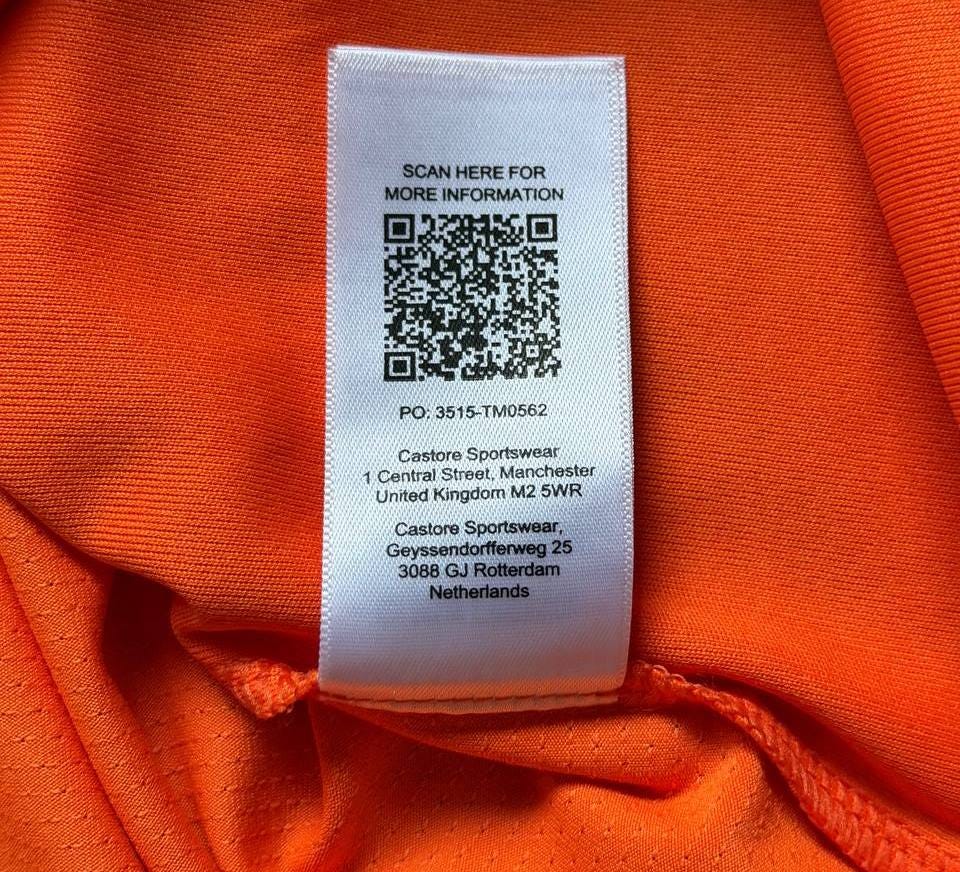 SCAN HERE FOR
MORE INFORMATION
PO: 3515-TM0562
Castore Sportswear
1 Central Street, Manchester
United Kingdom M2 5WR
Castore Sportswear,
Geyssendorfferweg 25
3088 GJ Rotterdam
Netherlands